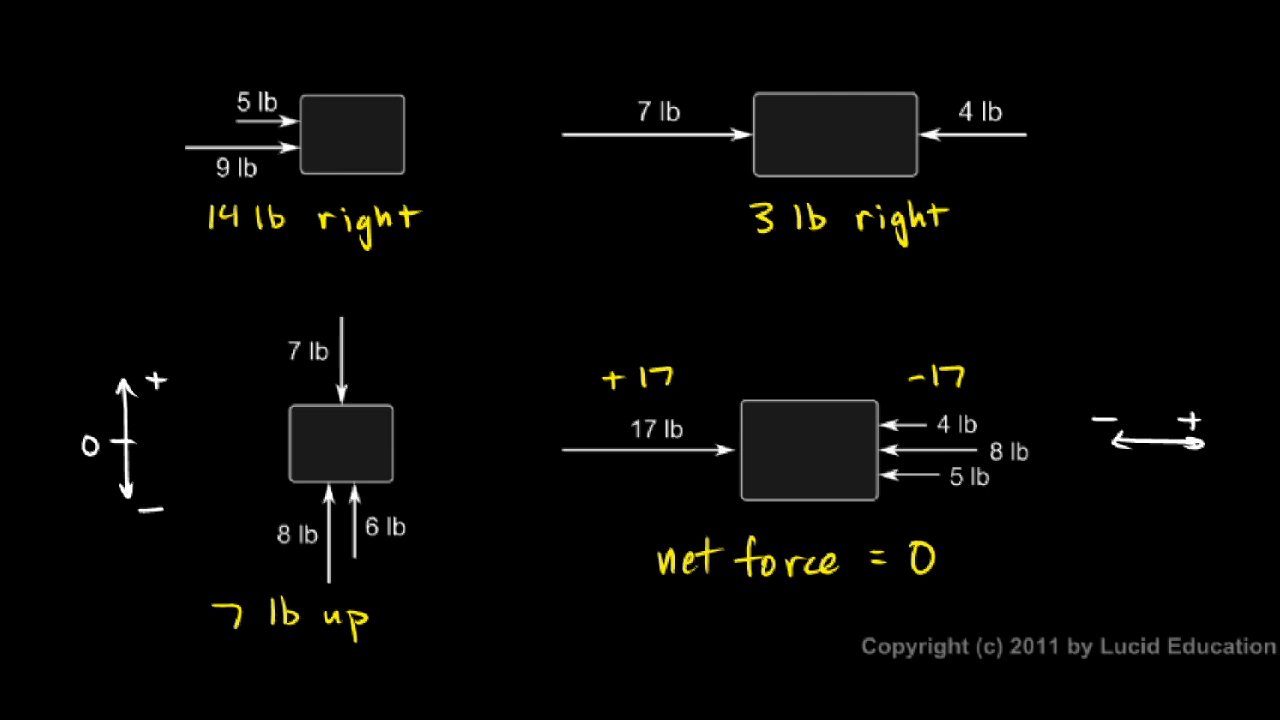 5 lb
9 lb
14 lb right
7 lb
4 lb
3 lb right
+
0
-
7 lb
8 lb
6 lb
7 lb up
+17
-17
17 lb
4 lb
8 lb
5 lb
- +
net force = 0
Copyright (c) 2011 by Lucid Education